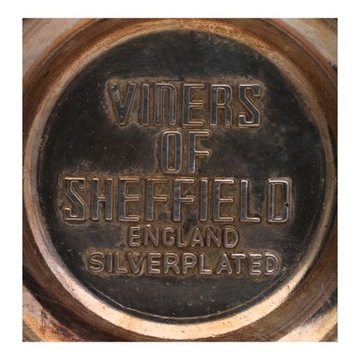 VINERS
OF
SHEFFIELD
ENGLAND
SILVERPLATED